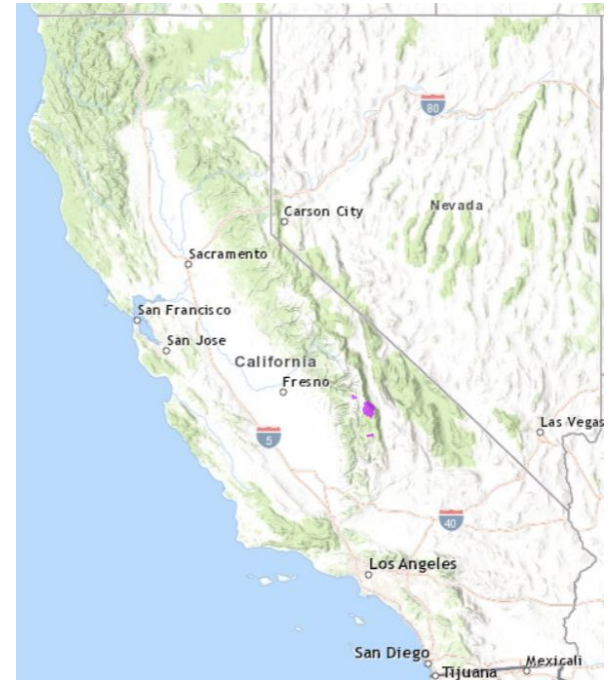 80
Carson City
Nevada
Sacramento
San Francisco
San Jose
California
Fresno
Las Vegas
5
40
Los Angeles
San Diego
Tijuana
Mexicali